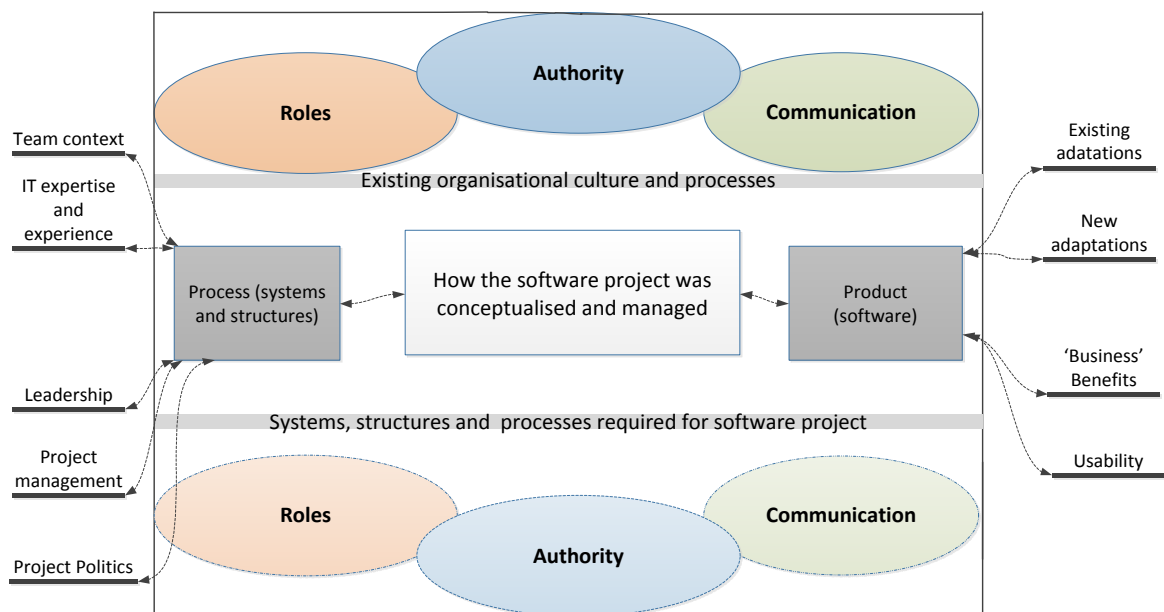 Authority
Roles
Communication
Team context
IT expertise
and
experience
Existing
adatations
New
adaptations
Existing organisational culture and processes
Process (systems
and structures)
How the software project was
conceptualised and managed
Product
(software)
Leadership
Project
management
Project Politics
‘Business’
Benefits
Usability
Systems, structures and  processes required for software project
Roles
Authority
Communication